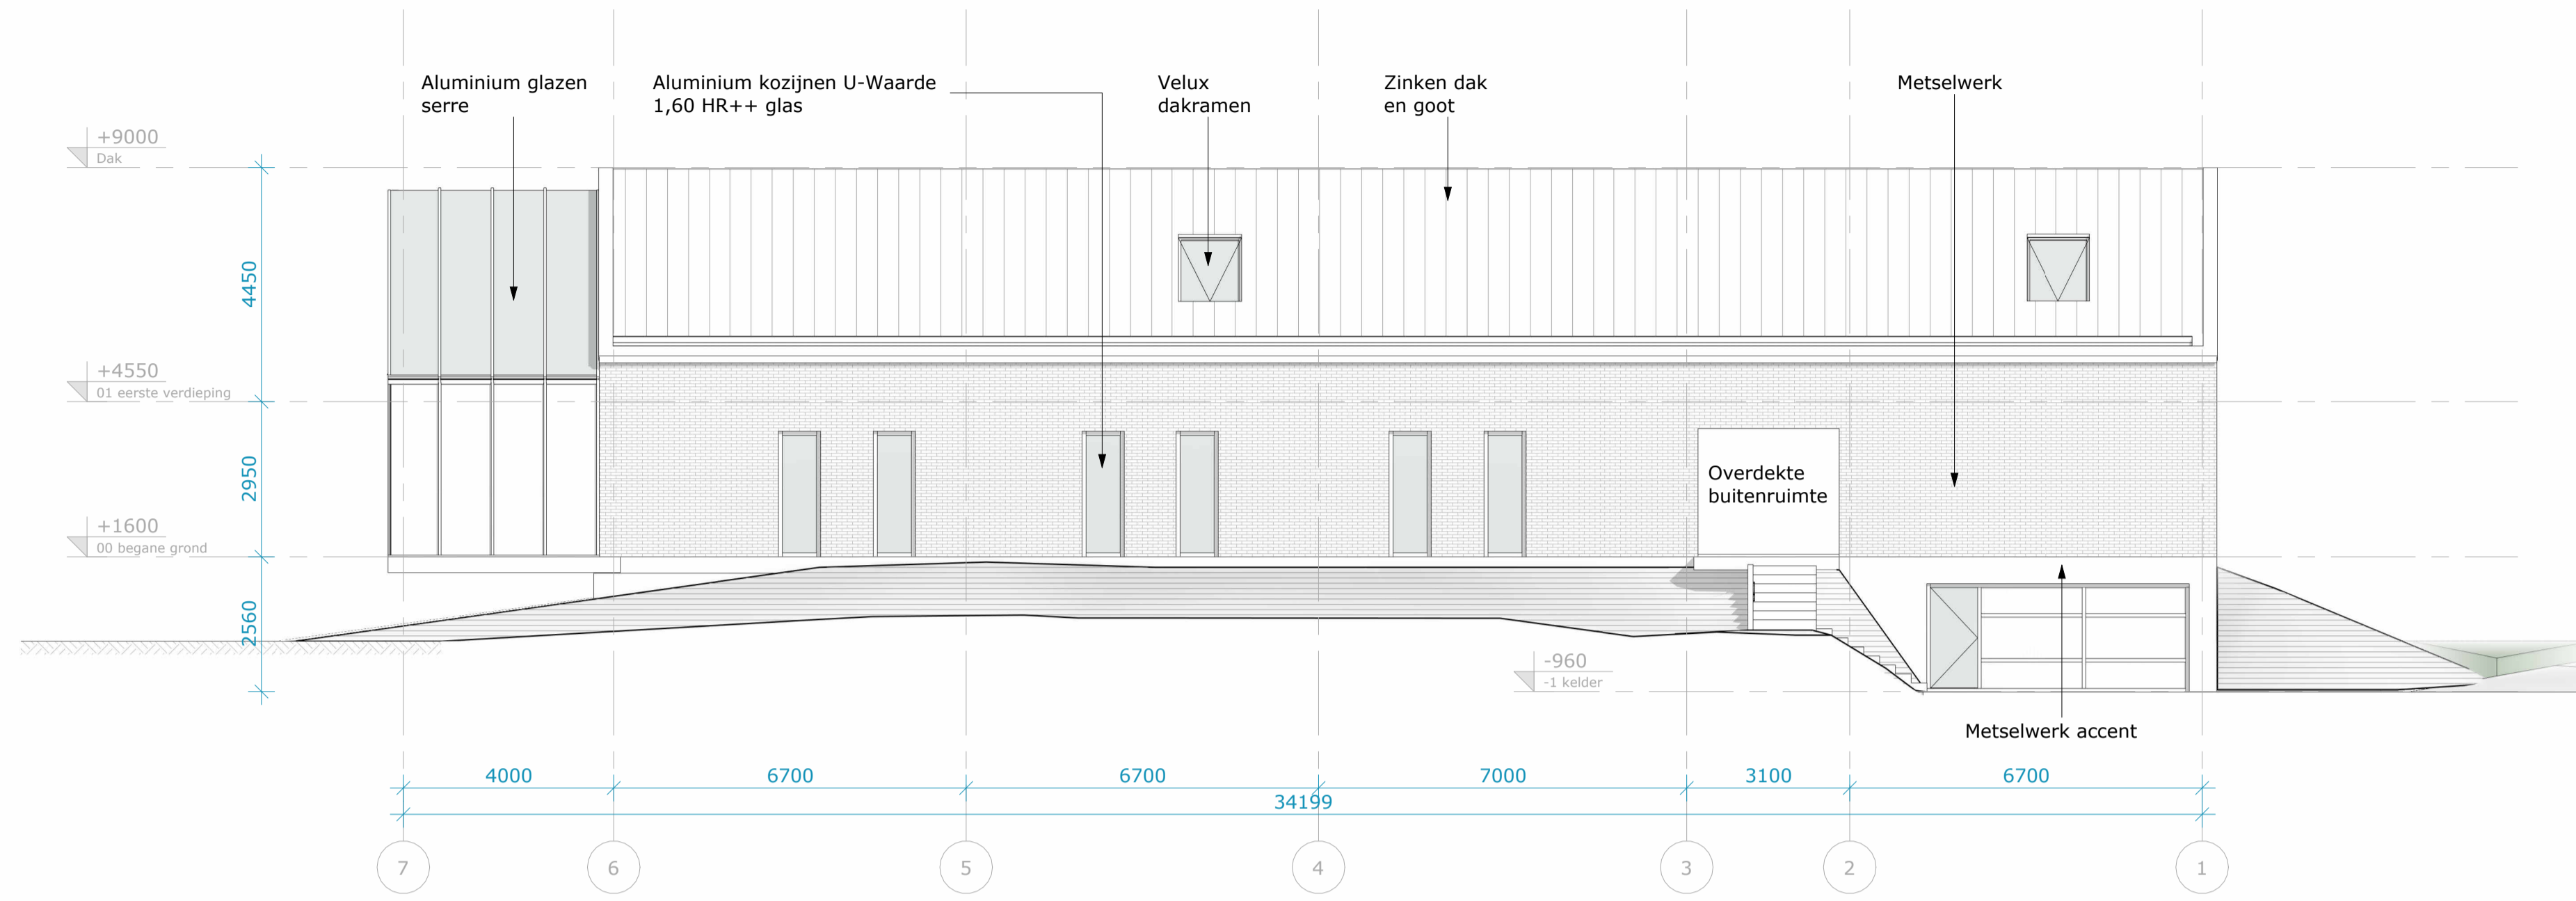 Aluminium glazen
serre
Aluminium kozijnen U-Waarde
1,60 HR++ glas
Velux
dakramen
Zinken dak
en goot
Metselwerk
+9000
Dak
4450
+4550
01 eerste verdieping
2950
Overdekte
buitenruimte
+1600
00 begane grond
2560
-960
-1 kelder
Metselwerk accent
4000
6700
6700
7000
3100
6700
34199
7
6
5
4
3
2
1